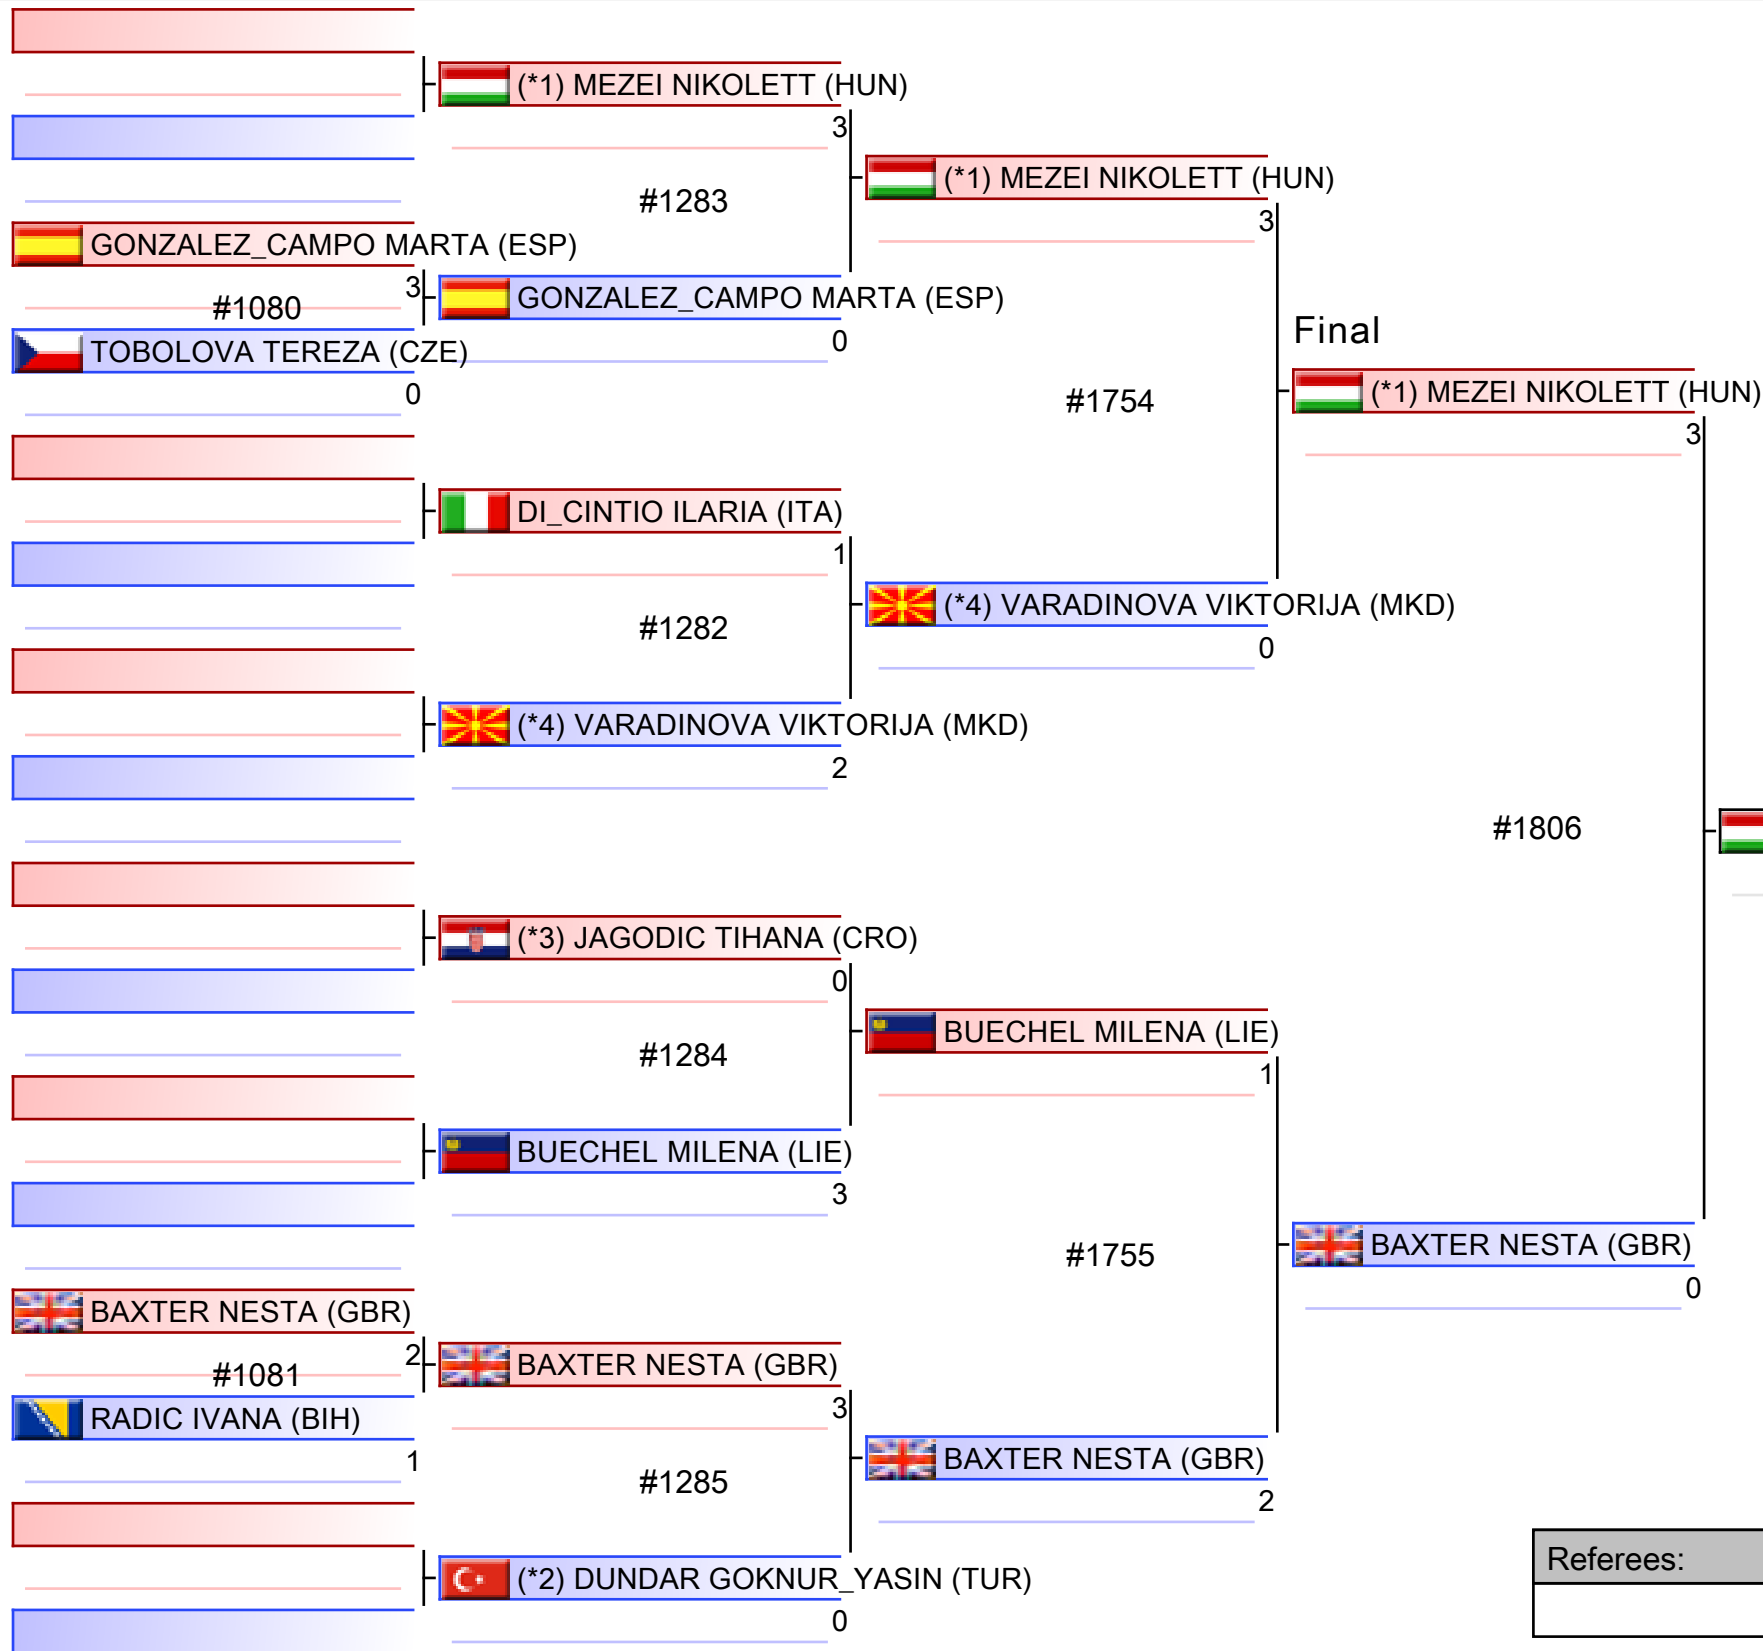 (*1) MEZEI NIKOLETT (HUN)
3
(*1) MEZEI NIKOLETT (HUN)
3
#1283
GONZALEZ_CAMPO MARTA (ESP)
3
#1080
GONZALEZ_CAMPO MARTA (ESP)
0
TOBOLOVA TEREZA (CZE)
0
Final
(*1) MEZEI NIKOLETT (HUN)
3
#1754
DI_CINTIO ILARIA (ITA)
1
(*4) VARADINOVA VIKTORIJA (MKD)
0
#1282
(*4) VARADINOVA VIKTORIJA (MKD)
2
#1806
(*3) JAGODIC TIHANA (CRO)
0
BUECHEL MILENA (LIE)
1
#1284
BUECHEL MILENA (LIE)
3
#1755
BAXTER NESTA (GBR)
0
BAXTER NESTA (GBR)
2
#1081
BAXTER NESTA (GBR)
3
RADIC IVANA (BIH)
1
BAXTER NESTA (GBR)
2
#1285
(*2) DUNDAR GOKNUR_YASIN (TUR)
0
Referees: